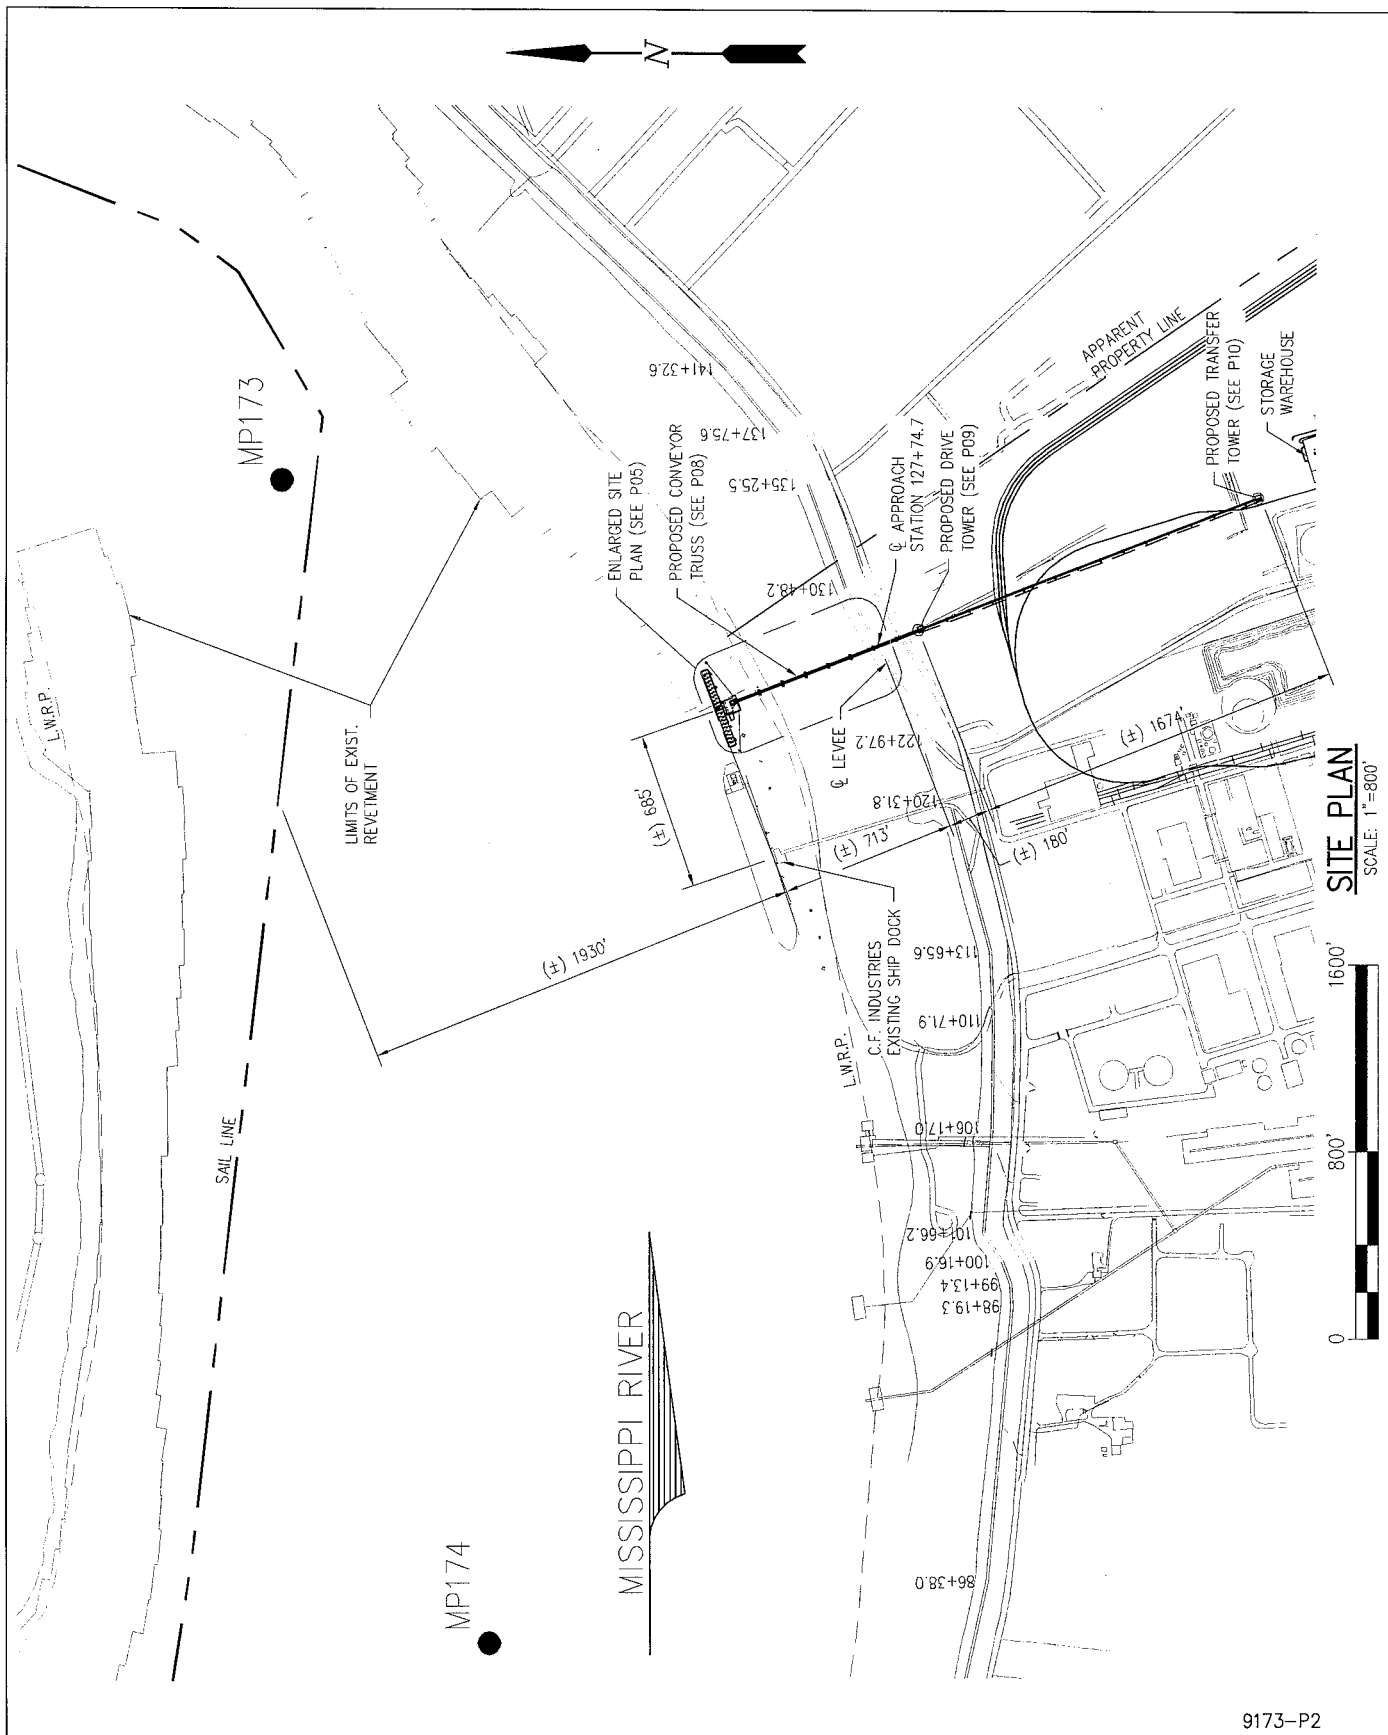 N
MP173
MP174
MISSISSIPPI RIVER
SAIL LINE
L.W.R.P.
LIMITS OF EXIST.
REVETMENT
(±) 1930'
(±) 685'
(±) 713'
(±) 180'
(±) 1674'
ENLARGED SITE
PLAN (SEE P05)
PROPOSED CONVEYOR
TRUSS (SEE P08)
℄ APPROACH
STATION 127+74.7
PROPOSED DRIVE
TOWER (SEE P09)
APPARENT
PROPERTY LINE
PROPOSED TRANSFER
TOWER (SEE P10)
STORAGE
WAREHOUSE
℄ LEVEE
C.F. INDUSTRIES
EXISTING SHIP DOCK
L.W.R.P.
141+32.6
137+75.6
135+25.5
130+48.2
122+97.2
120+31.8
113+65.6
110+71.9
106+17.0
101+66.2
100+16.9
99+13.4
98+19.3
86+38.0
SITE PLAN
SCALE: 1"=800'
0
800'
1600'
9173-P2